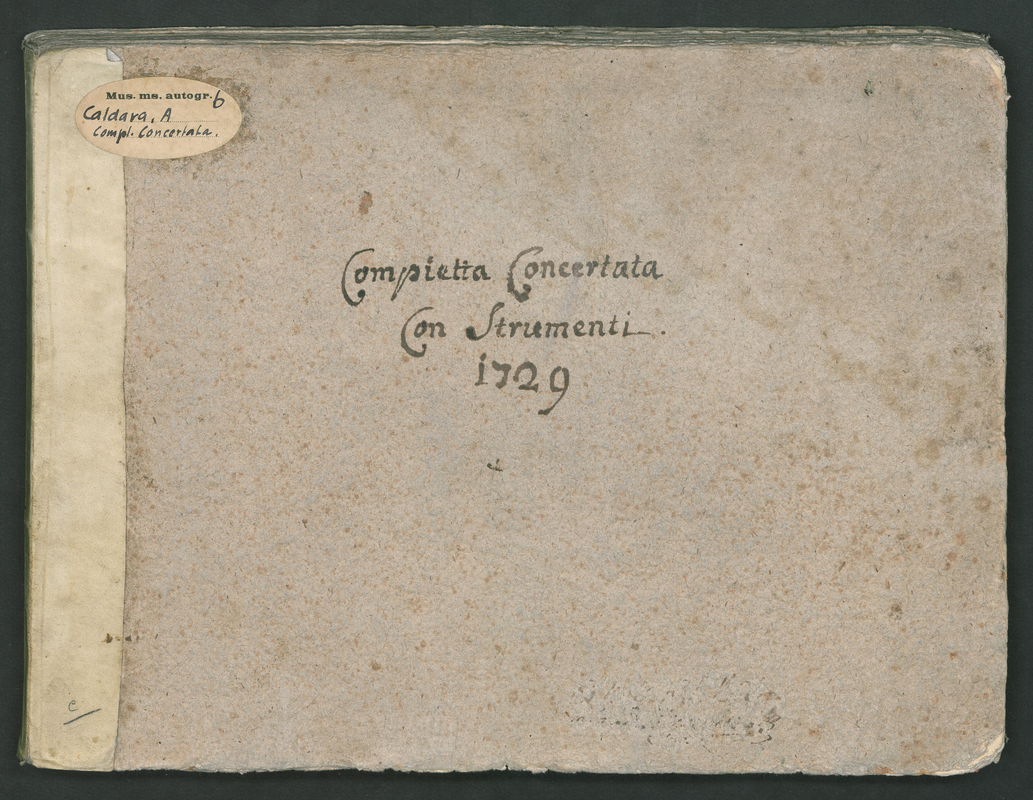 Mus. ms. autogr. 6
Caldara, A
Compl. Concertata.
Compietta Concertata
Con Strumenti.
1729
e